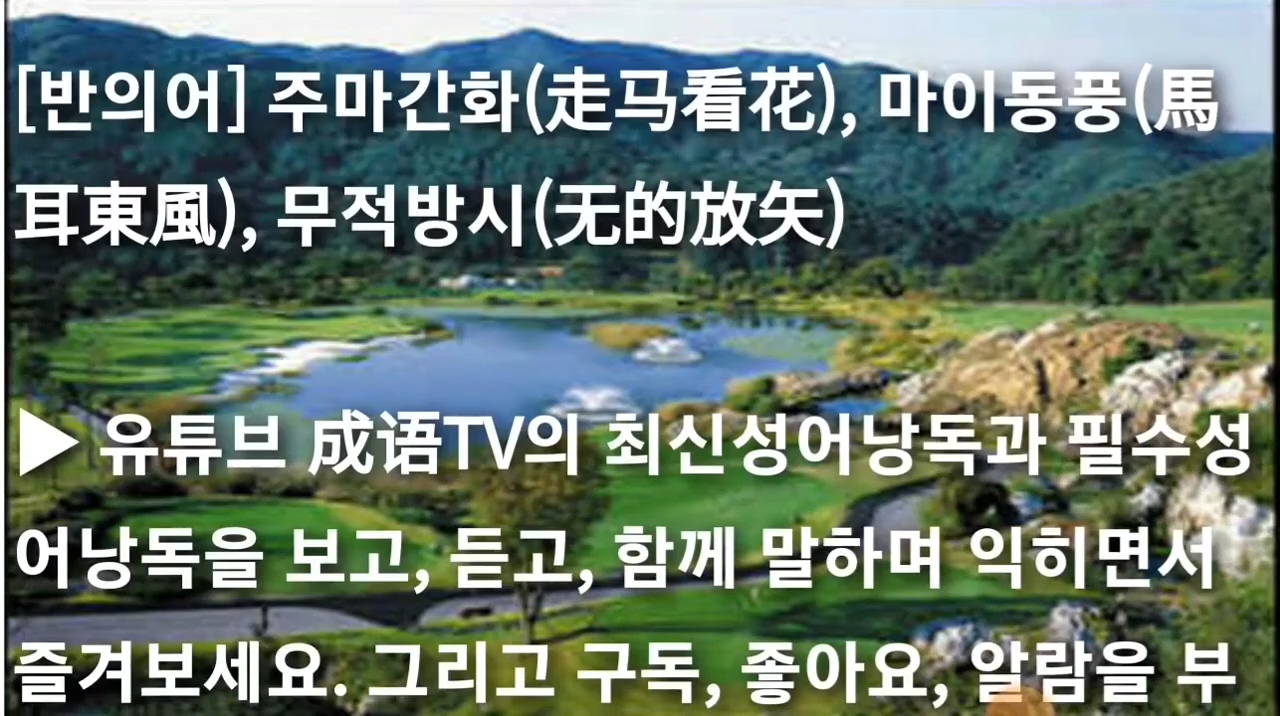 [반의어] 주마간화(走马看花), 마이동풍(馬
耳東風), 무적방시(无的放矢)
▶ 유튜브 成语TV의 최신성어낭독과 필수성
어낭독을 보고, 듣고, 함께 말하며 익히면서
즐겨보세요. 그리고 구독, 좋아요, 알람을 부